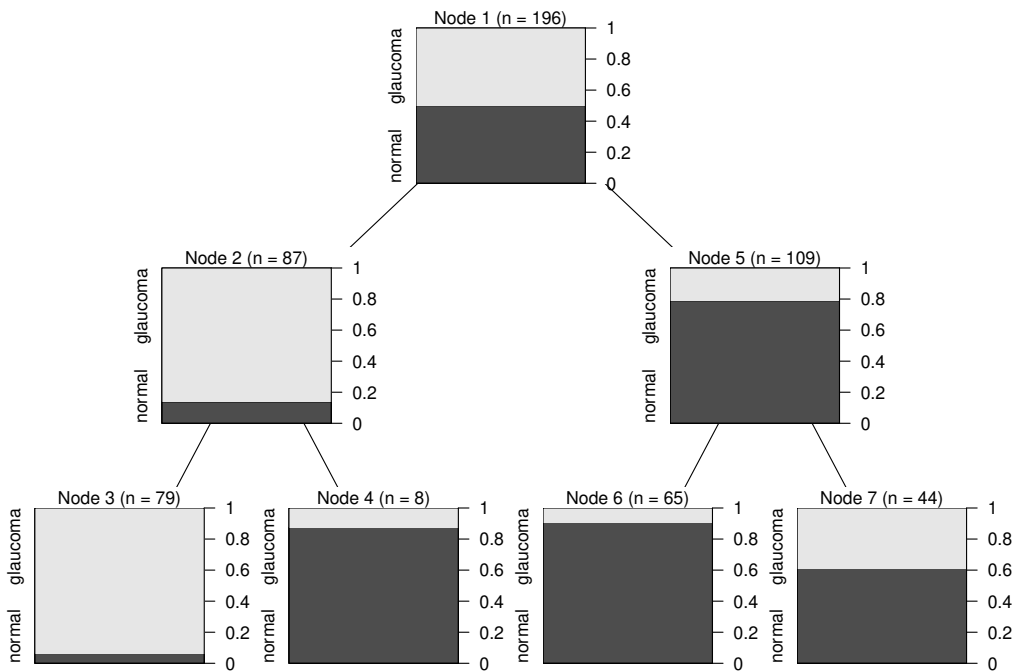 Node 1 (n = 196)
glaucoma
normal
1
0.8
0.6
0.4
0.2
0
Node 2 (n = 87)
glaucoma
normal
1
0.8
0.6
0.4
0.2
0
Node 5 (n = 109)
glaucoma
normal
1
0.8
0.6
0.4
0.2
0
Node 3 (n = 79)
glaucoma
normal
1
0.8
0.6
0.4
0.2
0
Node 4 (n = 8)
glaucoma
normal
1
0.8
0.6
0.4
0.2
0
Node 6 (n = 65)
glaucoma
normal
1
0.8
0.6
0.4
0.2
0
Node 7 (n = 44)
glaucoma
normal
1
0.8
0.6
0.4
0.2
0